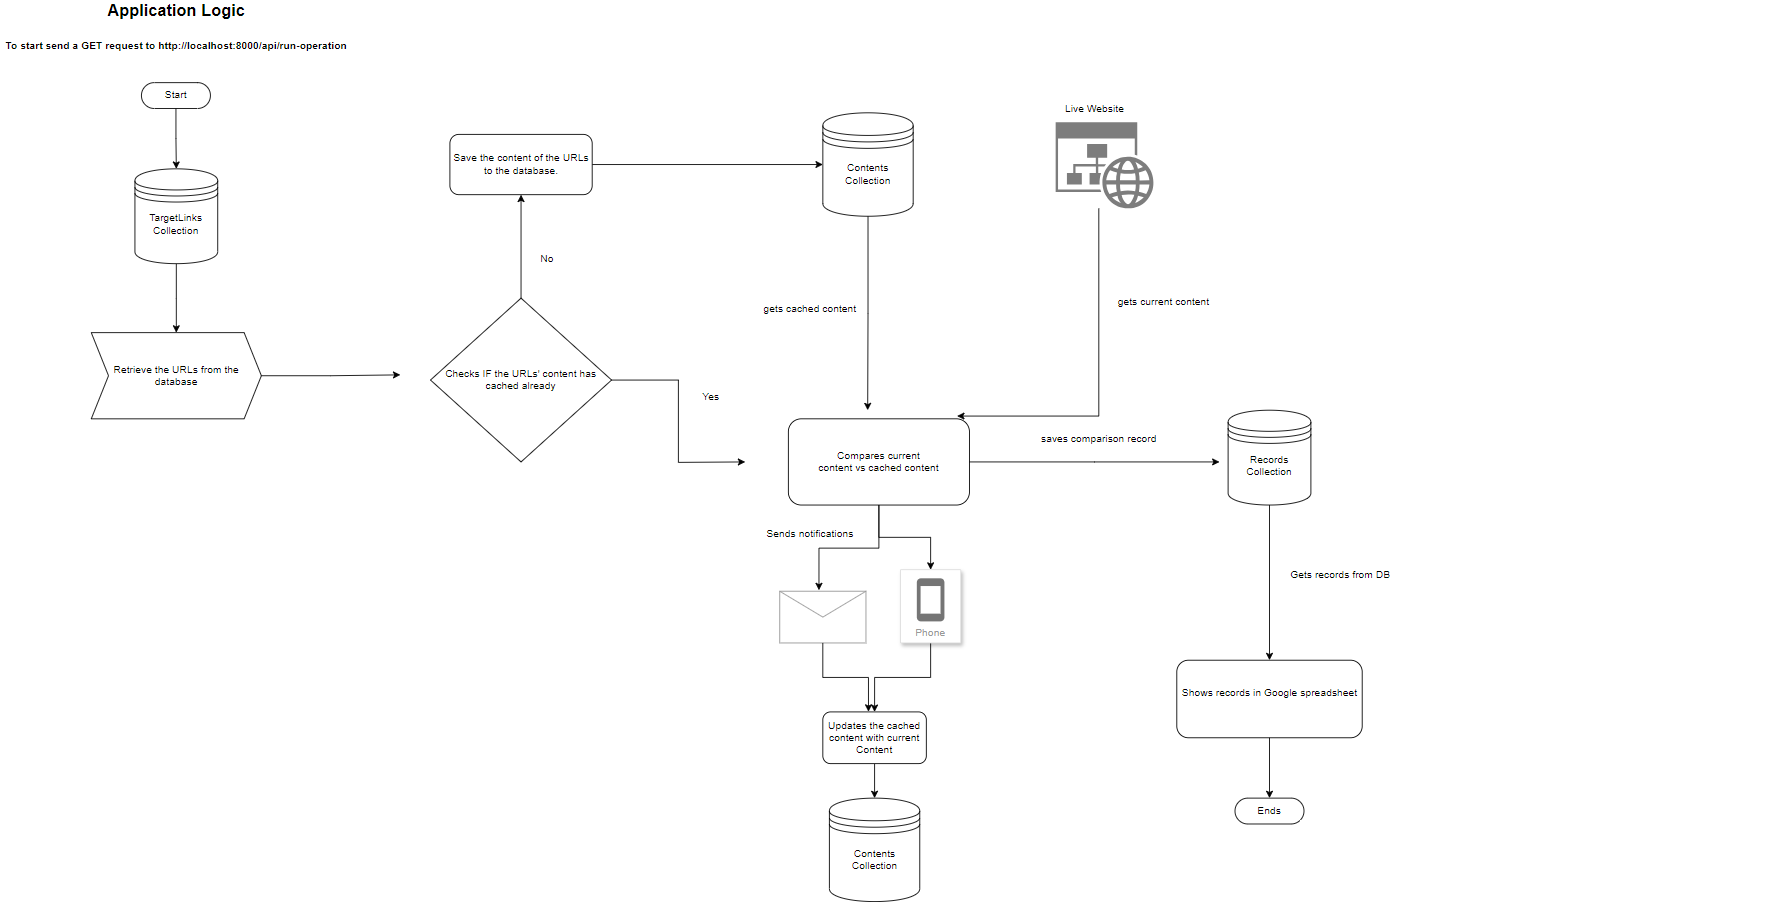 Application Logic
To start send a GET request to http://localhost:8000/api/run-operation
Start
TargetLinks
Collection
Retrieve the URLs from the
database
Save the content of the URLs
to the database.
No
Checks IF the URLs' content has
cached already
Yes
Contents
Collection
Live Website
gets cached content
gets current content
Compares current
content vs cached content
saves comparison record
Records
Collection
Sends notifications
Phone
Gets records from DB
Updates the cached
content with current
Content
Shows records in Google spreadsheet
Contents
Collection
Ends